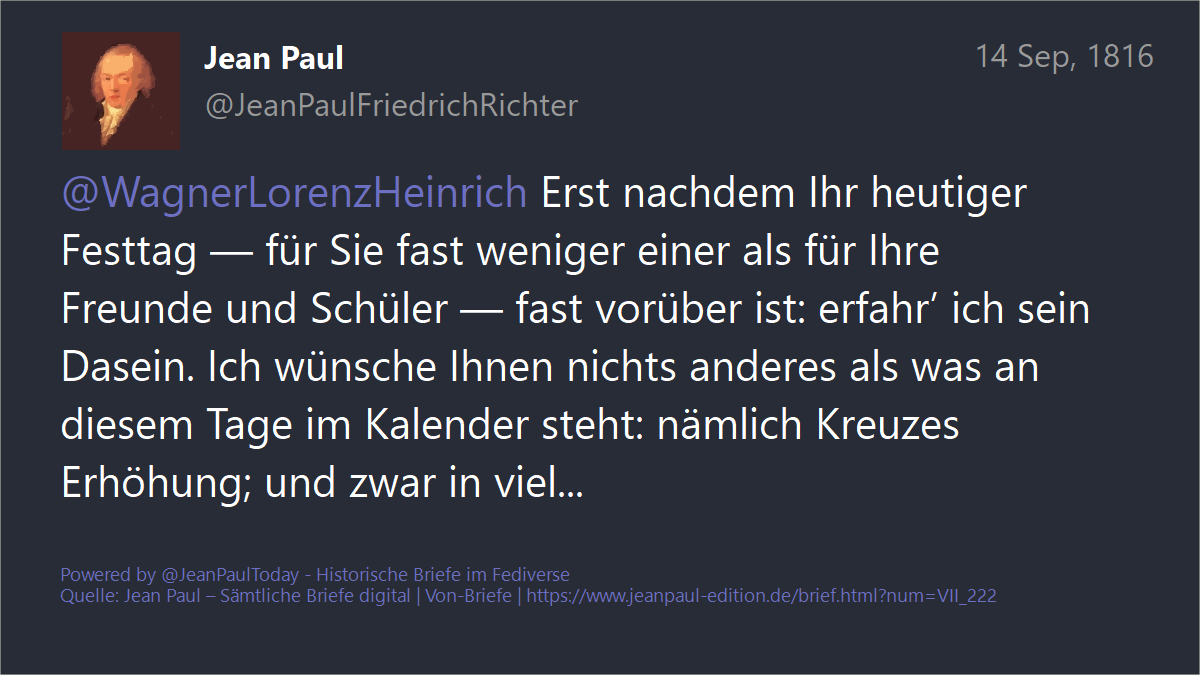 Jean Paul
14 Sep, 1816
@JeanPaulFriedrichRichter
@WagnerLorenzHeinrich Erst nachdem Ihr heutiger
Festtag — für Sie fast weniger einer als für Ihre
Freunde und Schüler — fast vorüber ist: erfahr’ ich sein
Dasein. Ich wünsche Ihnen nichts anderes als was an
diesem Tage im Kalender steht: nämlich Kreuzes
Erhöhung; und zwar in viel...
Powered by @JeanPaulToday - Historische Briefe im Fediverse
Quelle: Jean Paul – Sämtliche Briefe digital | Von-Briefe | https://www.jeanpaul-edition.de/brief.html?num=VII_222